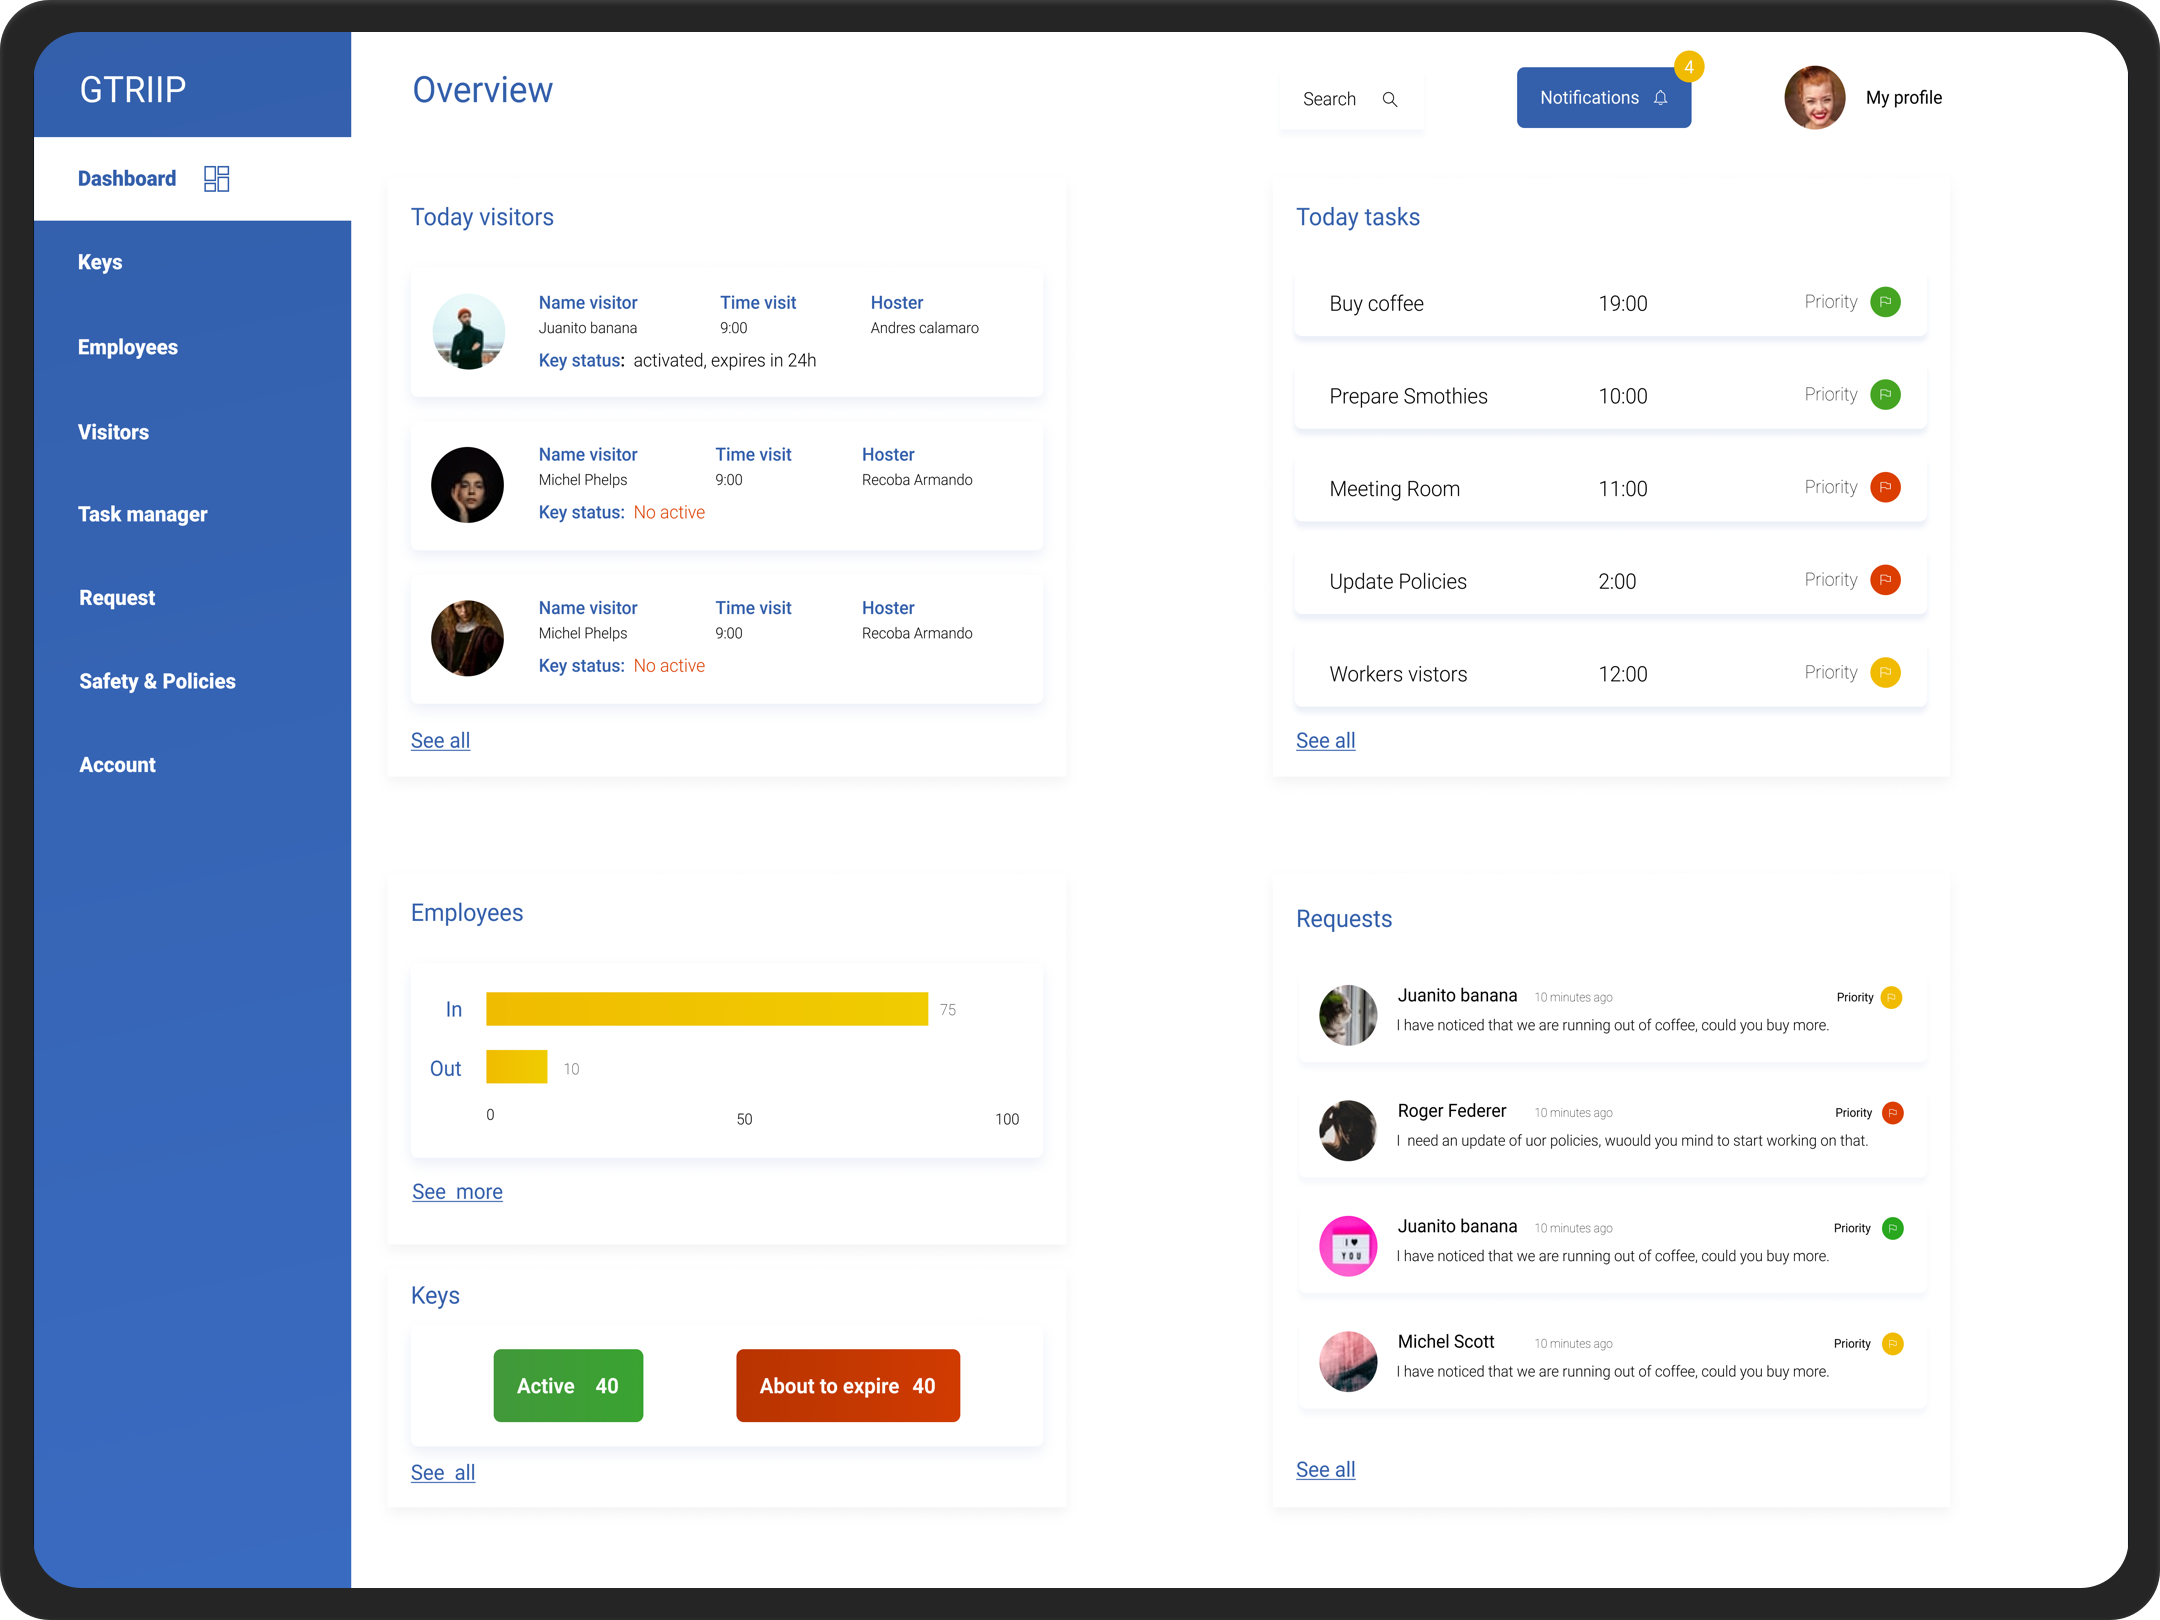 GTRIIP
Overview
Search
Notifications
4
My profile
Dashboard
Keys
Employees
Visitors
Task manager
Request
Safety & Policies
Account
Today visitors
Name visitor Time visit Hoster
Juanito banana 9:00 Andres calamaro
Key status: activated, expires in 24h
Name visitor Time visit Hoster
Michel Phelps 9:00 Recoba Armando
Key status: No active
Name visitor Time visit Hoster
Michel Phelps 9:00 Recoba Armando
Key status: No active
See all
Today tasks
Buy coffee 19:00 Priority
Prepare Smothies 10:00 Priority
Meeting Room 11:00 Priority
Update Policies 2:00 Priority
Workers vistors 12:00 Priority
See all
Employees
In 75
Out 10
0 50 100
See more
Keys
Active 40 About to expire 40
See all
Requests
Juanito banana 10 minutes ago Priority
I have noticed that we are running out of coffee, could you buy more.
Roger Federer 10 minutes ago Priority
I need an update of uor policies, wuould you mind to start working on that.
Juanito banana 10 minutes ago Priority
I have noticed that we are running out of coffee, could you buy more.
I ♥
YOU
Michel Scott 10 minutes ago Priority
I have noticed that we are running out of coffee, could you buy more.
See all